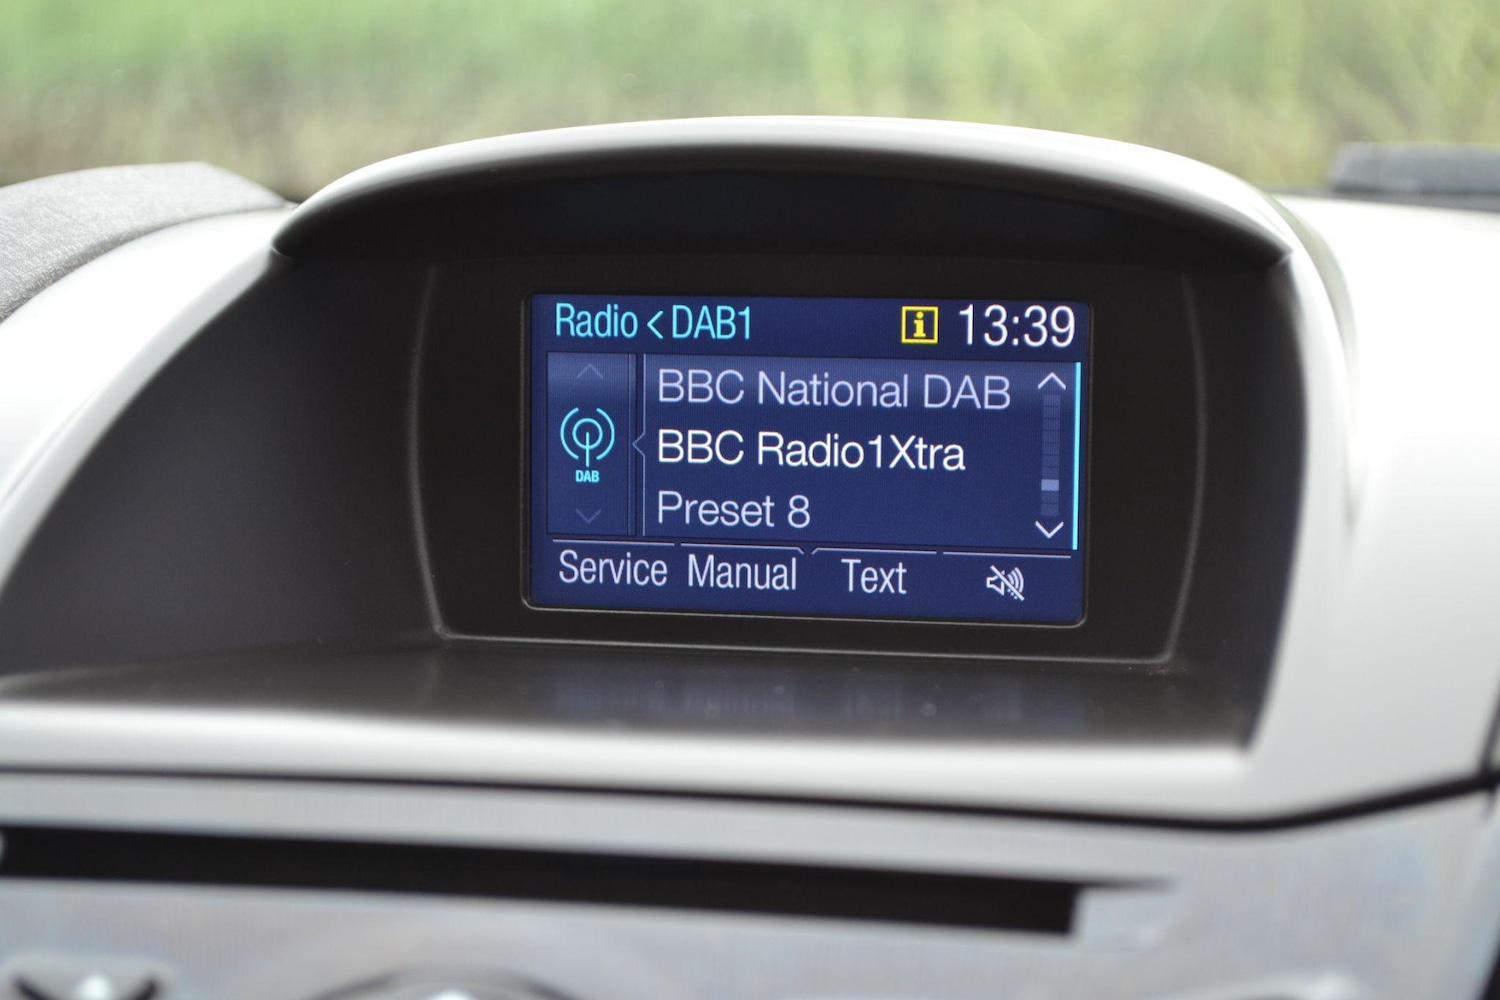 Radio < DAB1 i 13:39
BBC National DAB
BBC Radio1Xtra
DAB
Preset 8
Service Manual Text